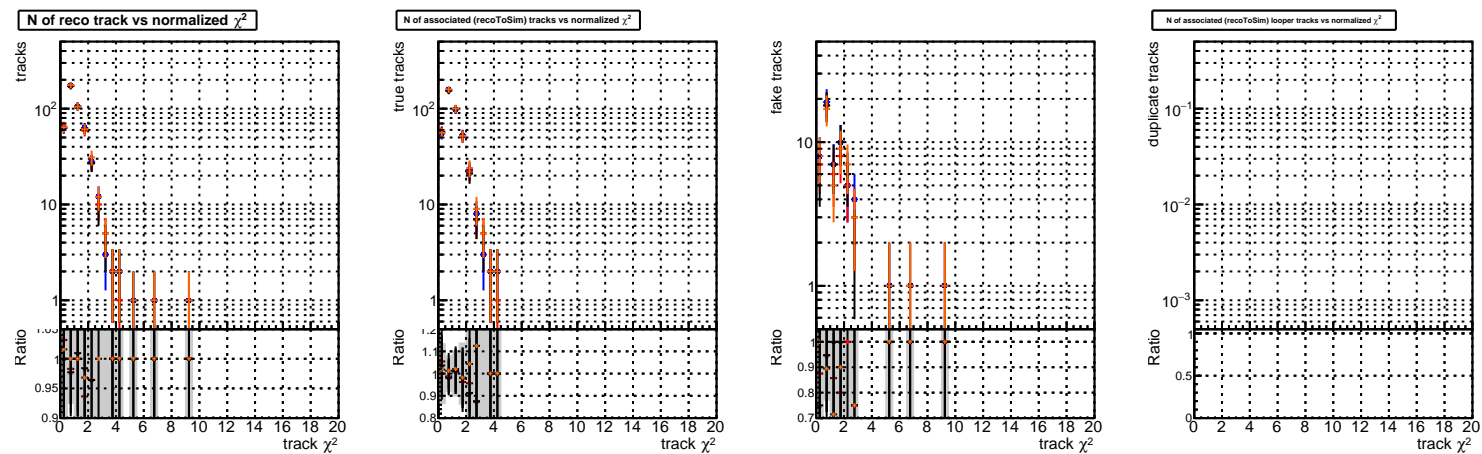 N of reco track vs normalized χ²
N of associated (recoToSim) tracks vs normalized χ²
N of associated (recoToSim) looper tracks vs normalized χ²
tracks
10²
10
1
Ratio
1.05
1
0.95
0.9
0 2 4 6 8 10 12 14 16 18 20
track χ²
true tracks
10²
10
1
Ratio
1.2
1.1
1
0.9
0.8
0 2 4 6 8 10 12 14 16 18 20
track χ²
fake tracks
10
1
Ratio
1
0.9
0.8
0.7
0 2 4 6 8 10 12 14 16 18 20
track χ²
duplicate tracks
10⁻¹
10⁻²
10⁻³
Ratio
1
0.5
0
0 2 4 6 8 10 12 14 16 18 20
track χ²